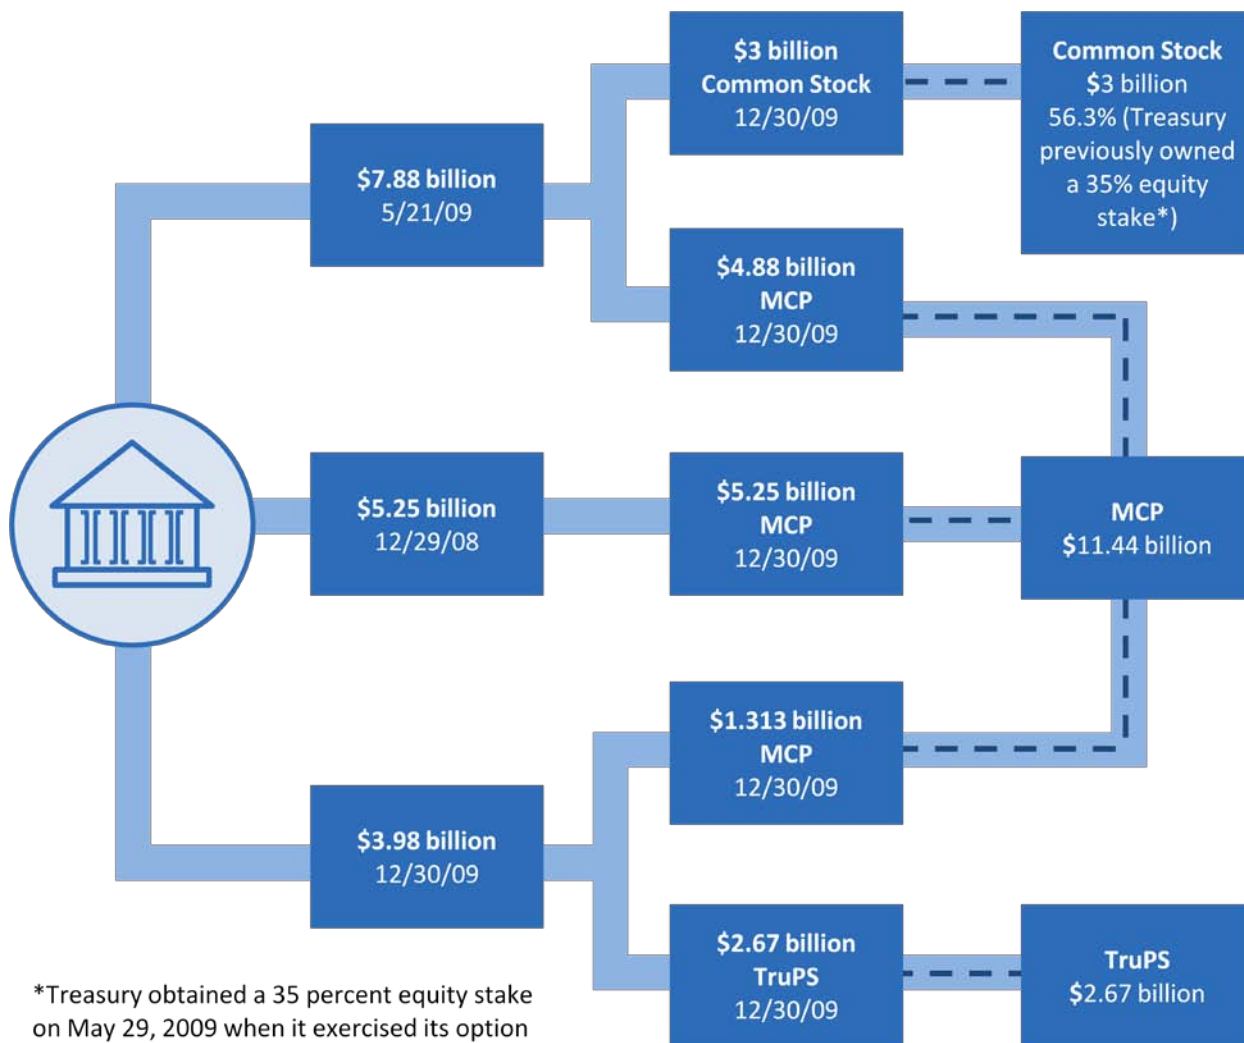 $7.88 billion
5/21/09
$5.25 billion
12/29/08
$3.98 billion
12/30/09
$3 billion
Common Stock
12/30/09
$4.88 billion
MCP
12/30/09
$5.25 billion
MCP
12/30/09
$1.313 billion
MCP
12/30/09
$2.67 billion
TruPS
12/30/09
Common Stock
$3 billion
56.3% (Treasury
previously owned
a 35% equity
stake*)
MCP
$11.44 billion
TruPS
$2.67 billion
*Treasury obtained a 35 percent equity stake
on May 29, 2009 when it exercised its option